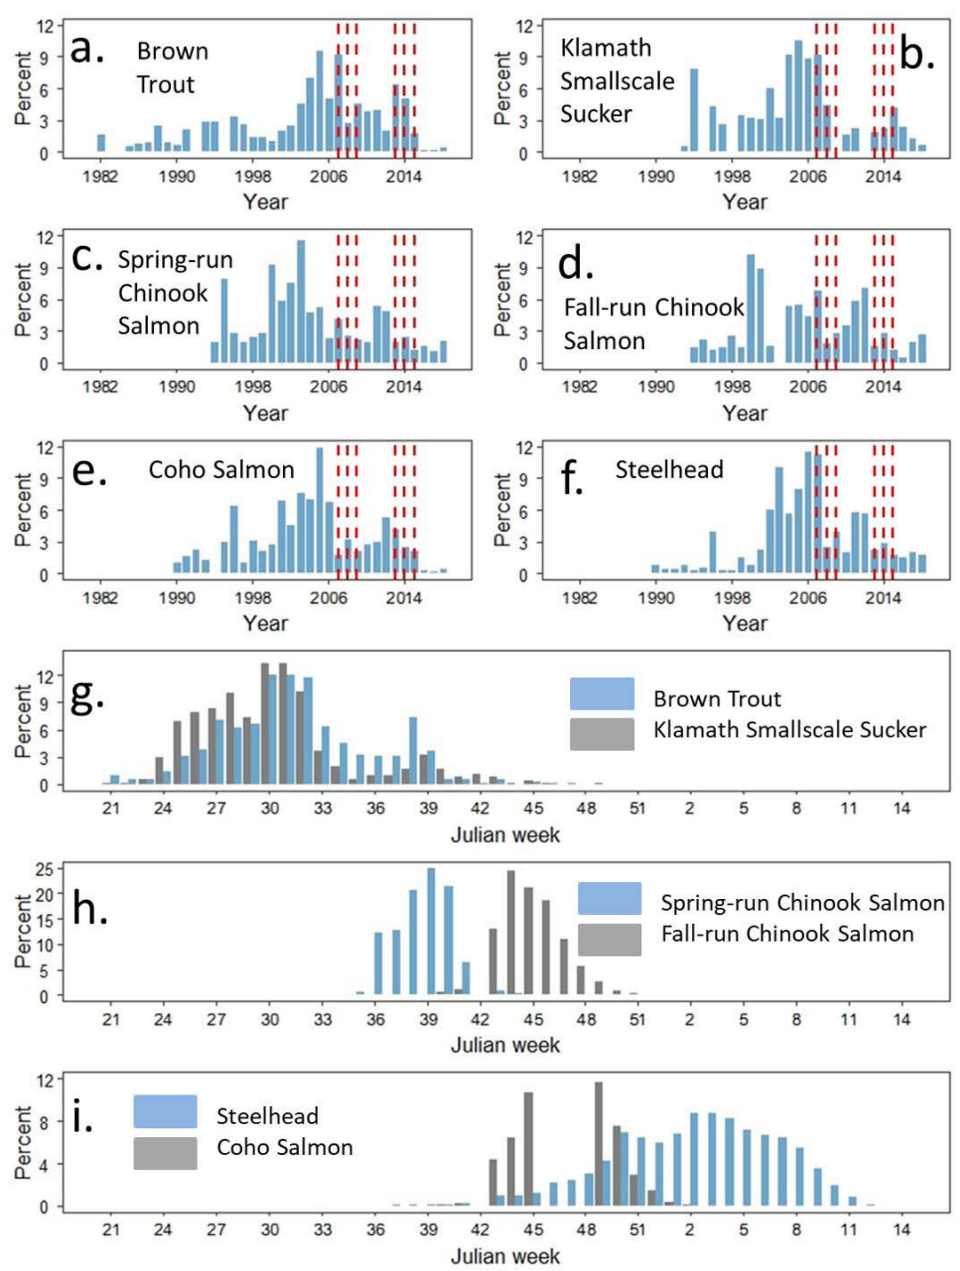 a. Brown
Trout
Percent
12
9
6
3
0
1982 1990 1998 2006 2014
Year
b. Klamath
Smallscale
Sucker
Percent
12
9
6
3
0
1982 1990 1998 2006 2014
Year
c. Spring-run
Chinook
Salmon
Percent
12
9
6
3
0
1982 1990 1998 2006 2014
Year
d.
Fall-run Chinook
Salmon
Percent
12
9
6
3
0
1982 1990 1998 2006 2014
Year
e. Coho Salmon
Percent
12
9
6
3
0
1982 1990 1998 2006 2014
Year
f. Steelhead
Percent
12
9
6
3
0
1982 1990 1998 2006 2014
Year
g.
Brown Trout
Klamath Smallscale Sucker
Percent
12
9
6
3
0
21 24 27 30 33 36 39 42 45 48 51 2 5 8 11 14
Julian week
h.
Spring-run Chinook Salmon
Fall-run Chinook Salmon
Percent
25
20
15
10
5
0
21 24 27 30 33 36 39 42 45 48 51 2 5 8 11 14
Julian week
i.
Steelhead
Coho Salmon
Percent
12
8
4
0
21 24 27 30 33 36 39 42 45 48 51 2 5 8 11 14
Julian week